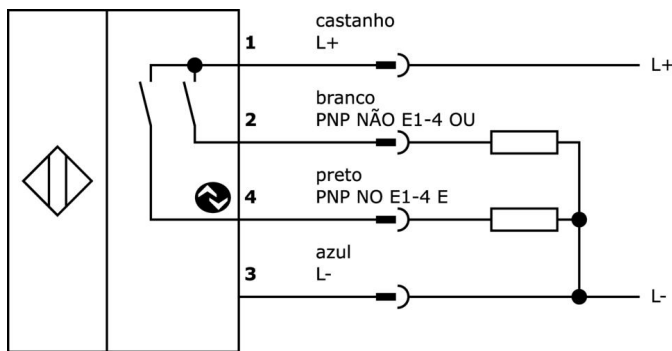 castanho
1 L+
L+
branco
2 PNP NÃO E1-4 OU
preto
4 PNP NO E1-4 E
azul
3 L-
L-